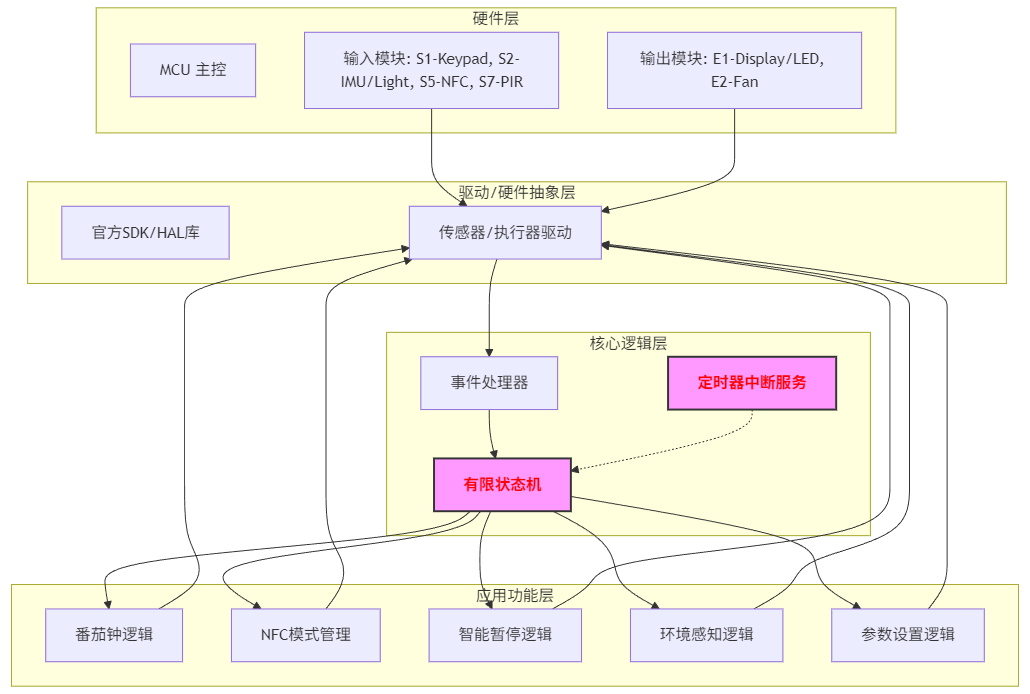 硬件层
MCU 主控
输入模块: S1-Keypad, S2-
IMU/Light, S5-NFC, S7-PIR
输出模块: E1-Display/LED,
E2-Fan
驱动/硬件抽象层
官方SDK/HAL库
传感器/执行器驱动
核心逻辑层
事件处理器
定时器中断服务
有限状态机
应用功能层
番茄钟逻辑
NFC模式管理
智能暂停逻辑
环境感知逻辑
参数设置逻辑